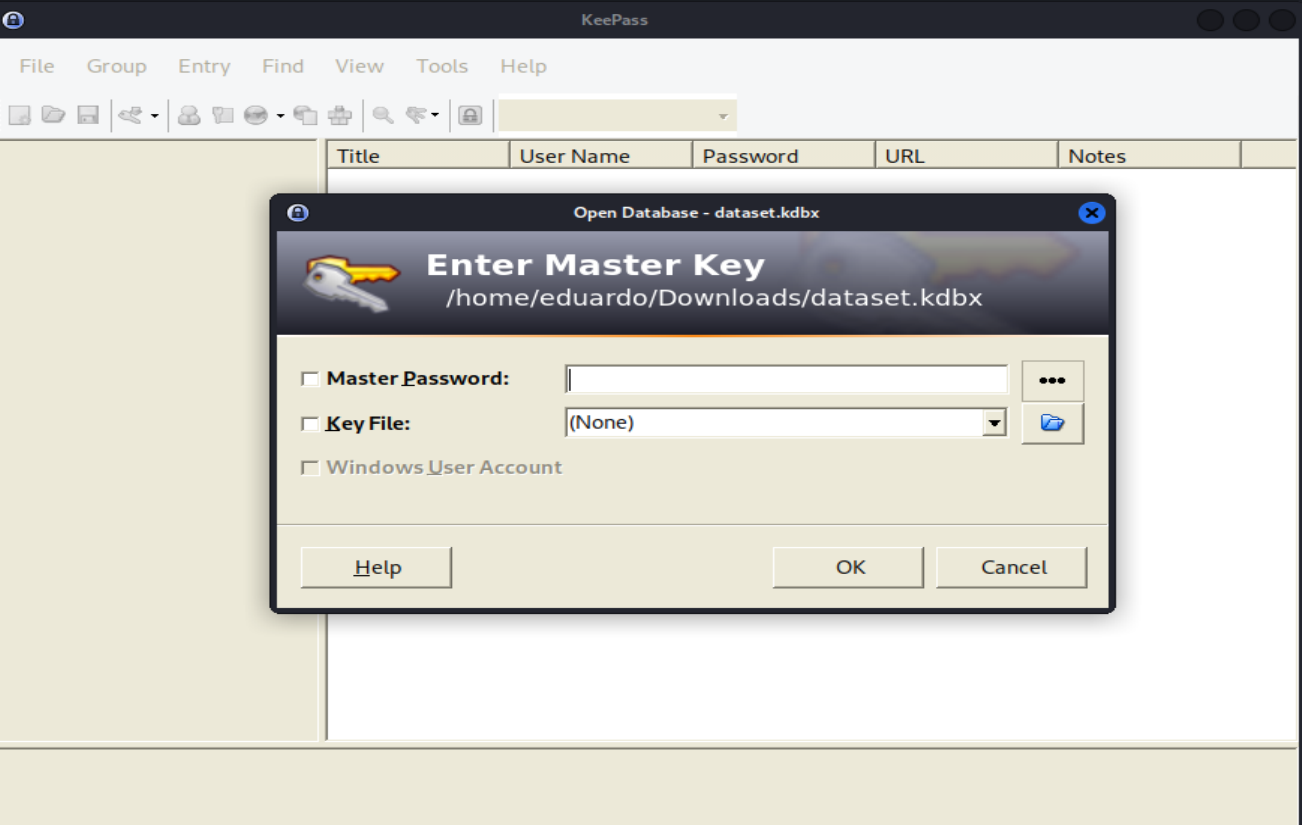 KeePass
File Group Entry Find View Tools Help
Title User Name Password URL Notes
Open Database - dataset.kdbx
Enter Master Key
/home/eduardo/Downloads/dataset.kdbx
Master Password:
Key File: (None)
Windows User Account
Help OK Cancel